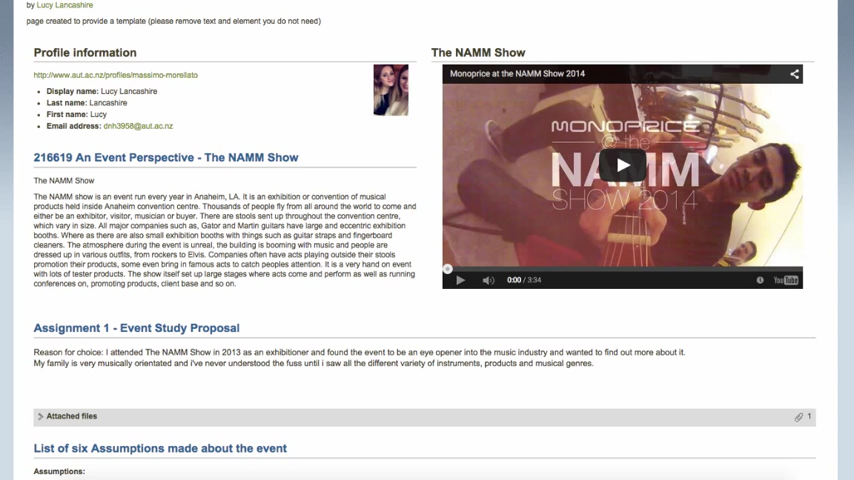 by Lucy Lancashire
page created to provide a template (please remove text and element you do not need)
Profile information
http://www.aut.ac.nz/profiles/massimo-morellato
Display name: Lucy Lancashire
Last name: Lancashire
First name: Lucy
Email address: dnh3958@aut.ac.nz
216619 An Event Perspective - The NAMM Show
The NAMM Show
The NAMM show is an event run every year in Anaheim, LA. It is an exhibition or convention of musical
products held inside Anaheim convention centre. Thousands of people fly from all around the world to come and
either be an exhibitor, visitor, musician or buyer. There are stools sent up throughout the convention centre,
which vary in size. All major companies such as, Gator and Martin guitars have large and eccentric exhibition
booths. Where as there are also small exhibition booths with things such as guitar straps and fingerboard
cleaners. The atmosphere during the event is unreal, the building is booming with music and people are
dressed up in various outfits, from rockers to Elvis. Companies often have acts playing outside their stools
promotion their products, some even bring in famous acts to catch peoples attention. It is a very hand on event
with lots of tester products. The show itself set up large stages where acts come and perform as well as running
conferences on, promoting products, client base and so on.
The NAMM Show
Monoprice at the NAMM Show 2014
MONOPRICE
@ the
NAMM
SHOW 2014
0:00 / 3:34
YouTube
Assignment 1 - Event Study Proposal
Reason for choice: I attended The NAMM Show in 2013 as an exhibitioner and found the event to be an eye opener into the music industry and wanted to find out more about it.
My family is very musically orientated and i've never understood the fuss until i saw all the different variety of instruments, products and musical genres.
Attached files
1
List of six Assumptions made about the event
Assumptions: